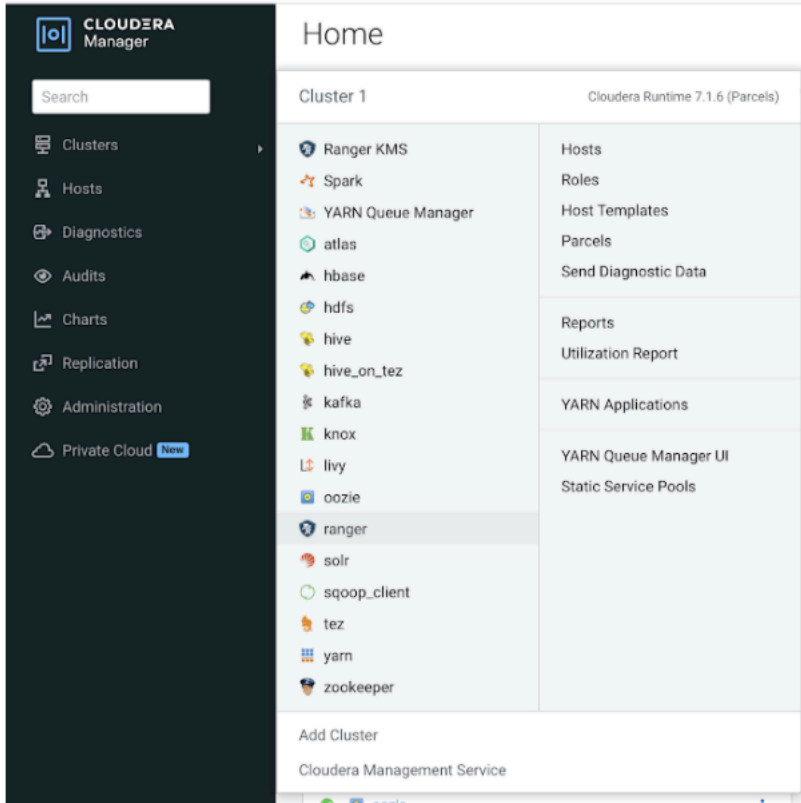 CLOUDERA
Manager
Search
Clusters
Hosts
Diagnostics
Audits
Charts
Replication
Administration
Private Cloud New
Home
Cluster 1 Cloudera Runtime 7.1.6 (Parcels)
Ranger KMS
Spark
YARN Queue Manager
atlas
hbase
hdfs
hive
hive_on_tez
kafka
knox
livy
oozie
ranger
solr
sqoop_client
tez
yarn
zookeeper
Hosts
Roles
Host Templates
Parcels
Send Diagnostic Data
Reports
Utilization Report
YARN Applications
YARN Queue Manager UI
Static Service Pools
Add Cluster
Cloudera Management Service